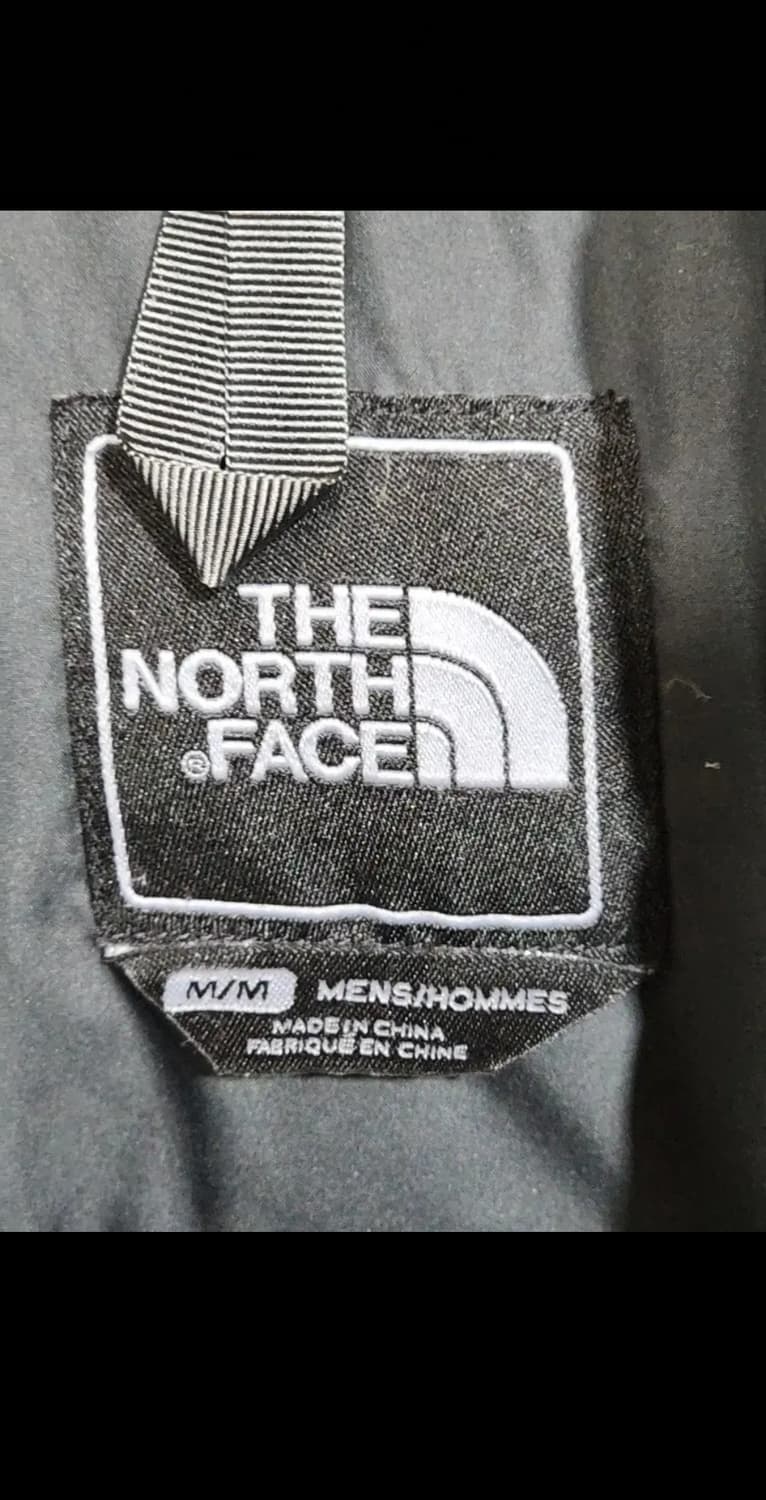 THE
NORTH
®FACE
M/M MENS/HOMMES
MADE IN CHINA
FABRIQUÉ EN CHINE